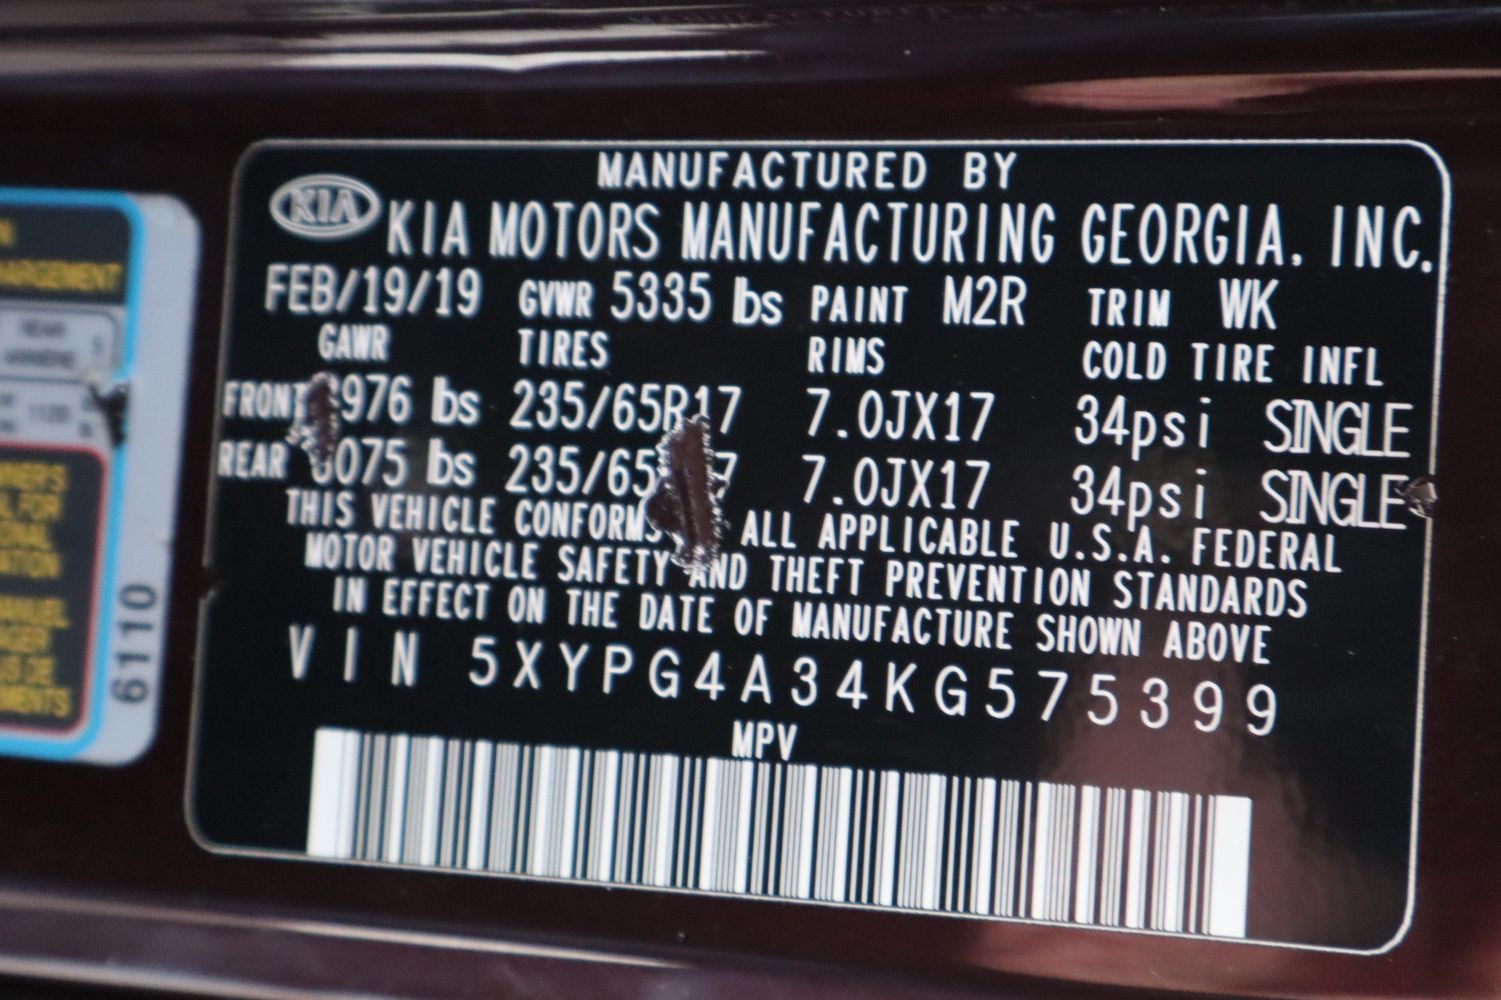 MANUFACTURED BY
KIA KIA MOTORS MANUFACTURING GEORGIA, INC.
FEB/19/19 GVWR 5335 lbs PAINT M2R TRIM WK
GAWR TIRES RIMS COLD TIRE INFL
FRONT lbs 235/65R17 7.0JX17 34psi SINGLE
REAR lbs 7.0JX17 34psi SINGLE
THIS VEHICLE ALL APPLICABLE U.S.A. FEDERAL
MOTOR VEHICLE SAFETY AND THEFT PREVENTION STANDARDS
IN EFFECT ON THE DATE OF MANUFACTURE SHOWN ABOVE
VIN 5XYPG4A34KG575399
MPV
6110
REAR